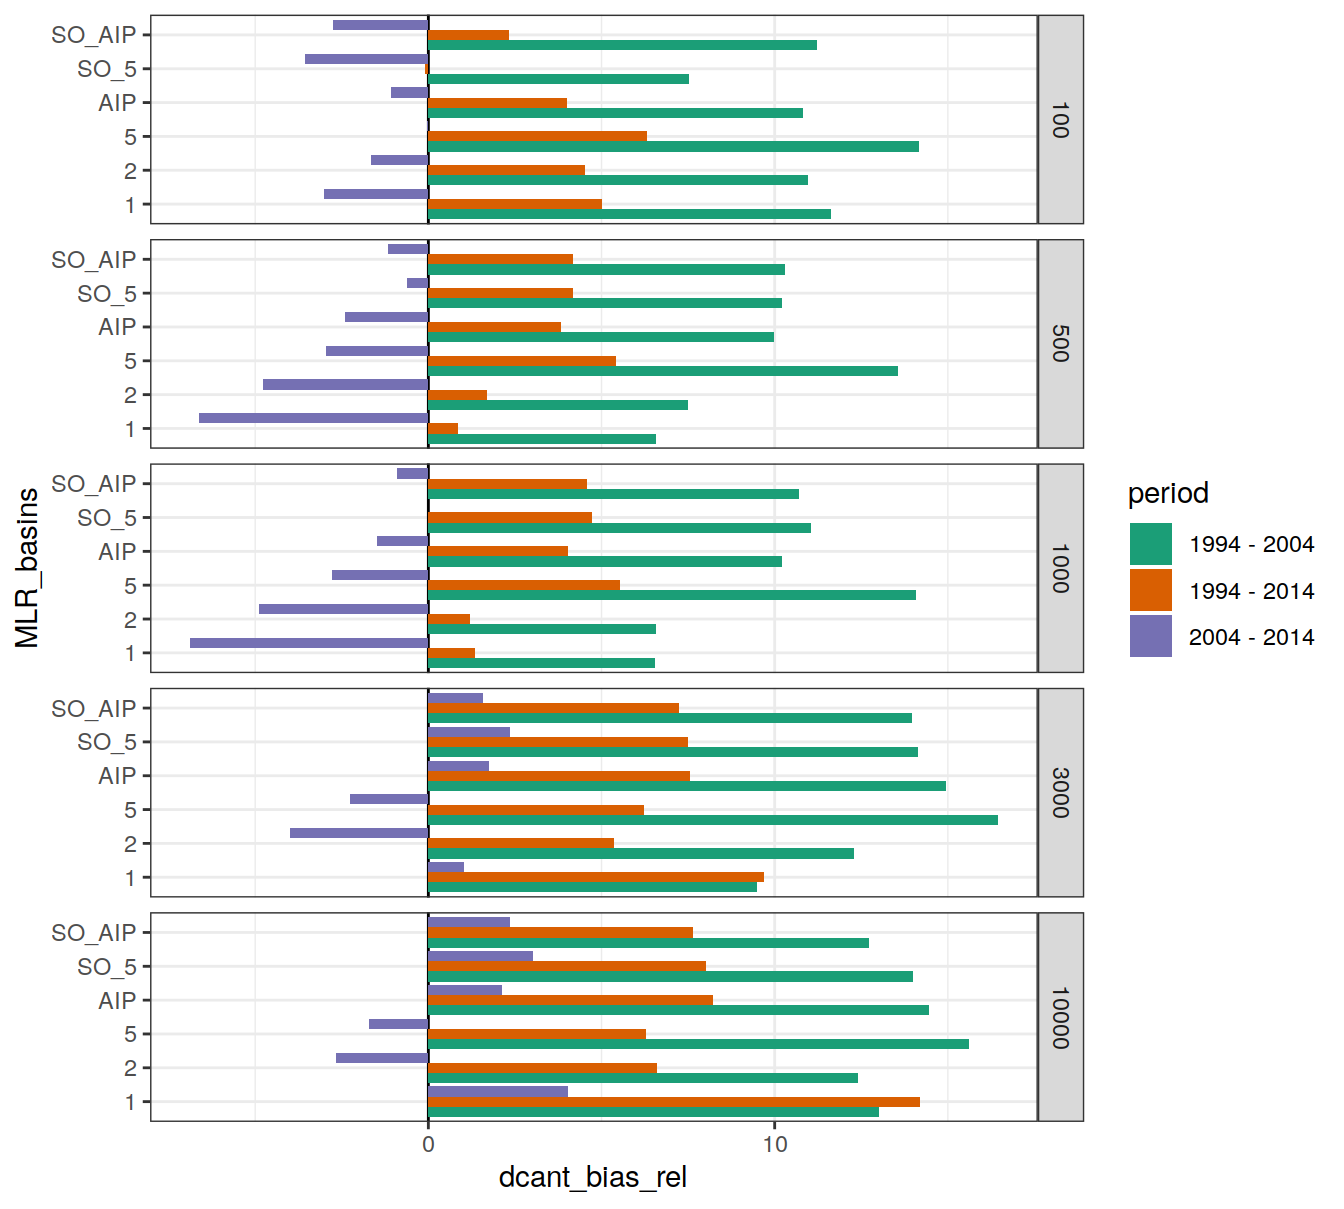 SO_AIP
SO_5
AIP
5
2
1
100
SO_AIP
SO_5
AIP
5
2
1
500
SO_AIP
SO_5
AIP
5
2
1
1000
SO_AIP
SO_5
AIP
5
2
1
3000
SO_AIP
SO_5
AIP
5
2
1
10000
0
10
dcant_bias_rel
MLR_basins
period
1994 - 2004
1994 - 2014
2004 - 2014